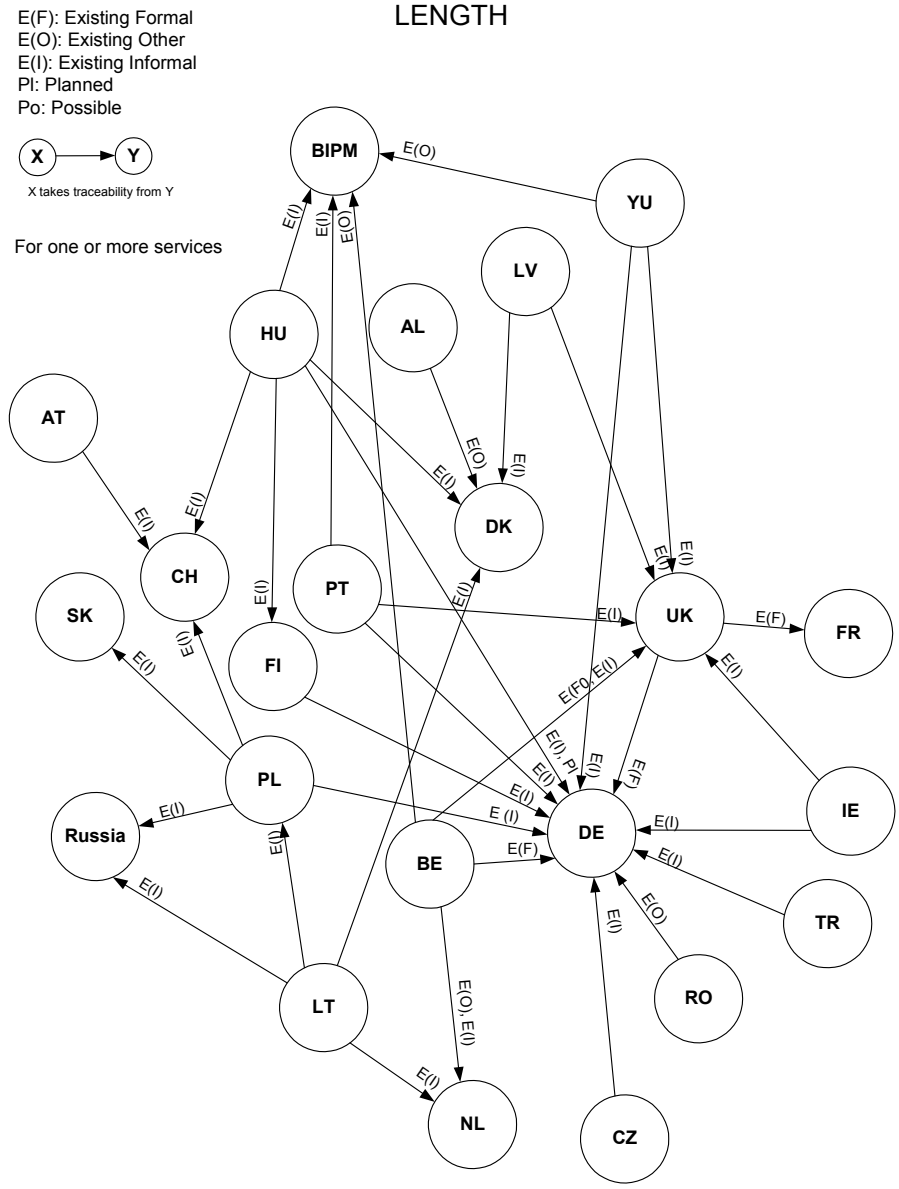 LENGTH
E(F): Existing Formal
E(O): Existing Other
E(I): Existing Informal
Pl: Planned
Po: Possible
X
Y
X takes traceability from Y
For one or more services
BIPM
E(O)
YU
E(I)
E(I)
E(O)
LV
HU
AL
AT
E(O)
E(I)
E(I)
E(I)
E(I)
DK
E(I)
E(I)
CH
E(I)
PT
E(I)
SK
E(I)
UK
E(F)
FR
E(I)
E(I)
FI
E(I)
E(F0, E(I)
E(I)
PL
E(I), Pl
E(I)
E(I)
E(F)
E(I)
E(I)
E (I)
IE
Russia
E(I)
DE
E(I)
E(F)
BE
E(I)
E(I)
E(O)
E(I)
TR
LT
E(O), E(I)
RO
E(I)
NL
CZ